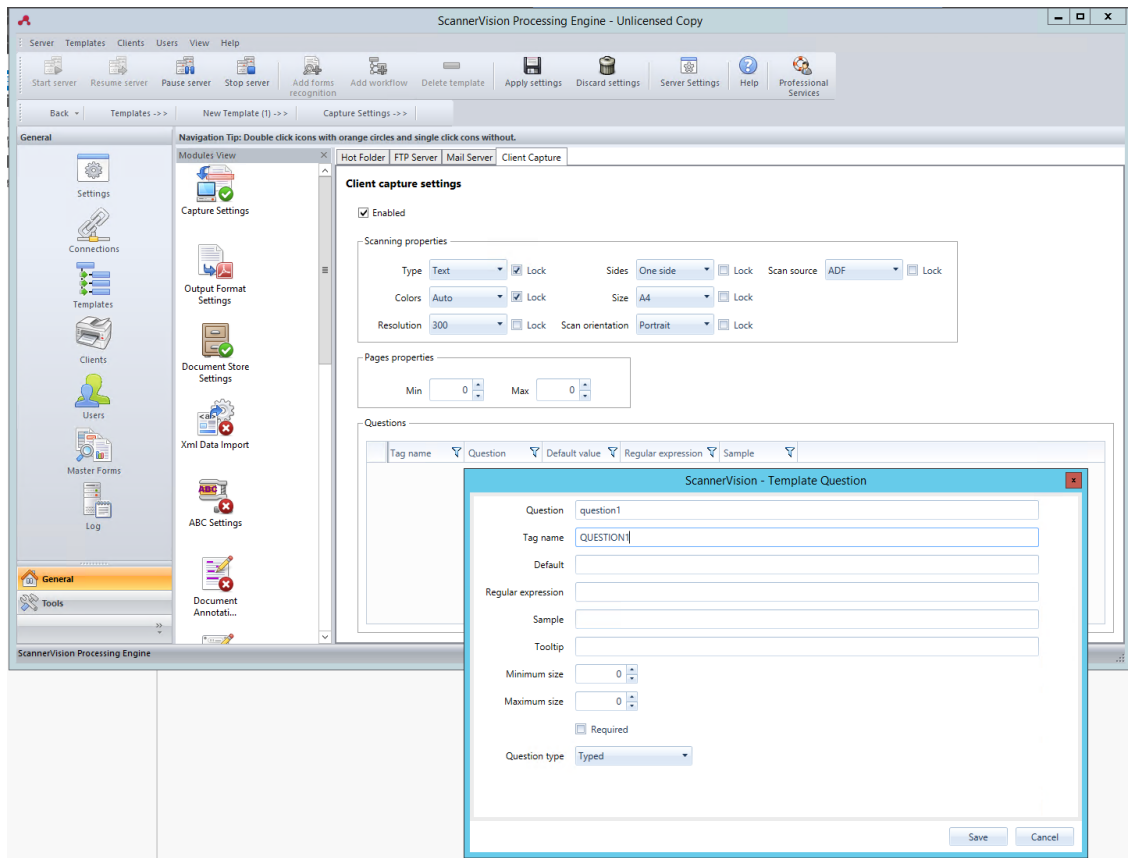 ScannerVision Processing Engine - Unlicensed Copy
Server Templates Clients Users View Help
Start server Resume server Pause server Stop server Add forms recognition Add workflow Delete template Apply settings Discard settings Server Settings Help Professional Services
Back Templates ->> New Template (1) ->> Capture Settings ->>
General
Navigation Tip: Double click icons with orange circles and single click cons without.
Settings
Connections
Templates
Clients
Users
Master Forms
Log
General
Tools
Modules View
Capture Settings
Output Format
Settings
Document Store
Settings
Xml Data Import
ABC Settings
Document
Annotati...
Hot Folder FTP Server Mail Server Client Capture
Client capture settings
Enabled
Scanning properties
Type Text Lock Sides One side Lock Scan source ADF Lock
Colors Auto Lock Size A4 Lock
Resolution 300 Lock Scan orientation Portrait Lock
Pages properties
Min 0 Max 0
Questions
Tag name Question Default value Regular expression Sample
ScannerVision - Template Question
Question question1
Tag name QUESTION1
Default
Regular expression
Sample
Tooltip
Minimum size 0
Maximum size 0
Required
Question type Typed
Save Cancel
ScannerVision Processing Engine